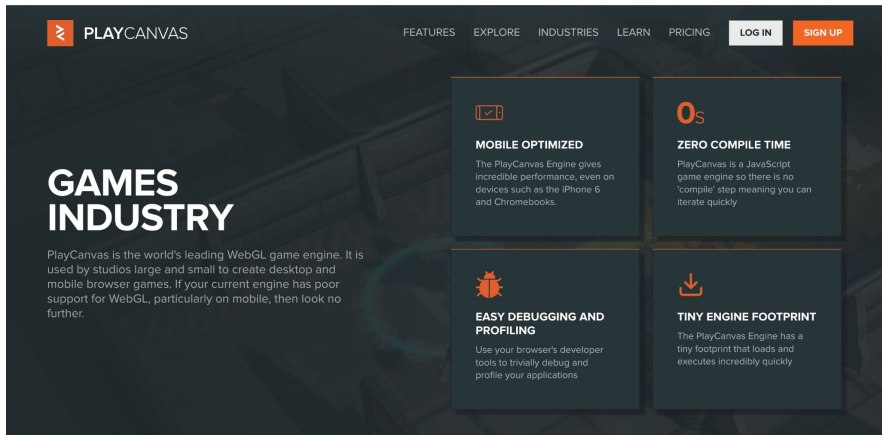 PLAYCANVAS
FEATURES
EXPLORE
INDUSTRIES
LEARN
PRICING
LOG IN
SIGN UP
GAMES
INDUSTRY
PlayCanvas is the world's leading WebGL game engine. It is
used by studios large and small to create desktop and
mobile browser games. If your current engine has poor
support for WebGL, particularly on mobile, then look no
further.
MOBILE OPTIMIZED
The PlayCanvas Engine gives
incredible performance, even on
devices such as the iPhone 6
and Chromebooks.
0s
ZERO COMPILE TIME
PlayCanvas is a JavaScript
game engine so there is no
'compile' step meaning you can
iterate quickly
EASY DEBUGGING AND
PROFILING
Use your browser's developer
tools to trivially debug and
profile your applications
TINY ENGINE FOOTPRINT
The PlayCanvas Engine has a
tiny footprint that loads and
executes incredibly quickly